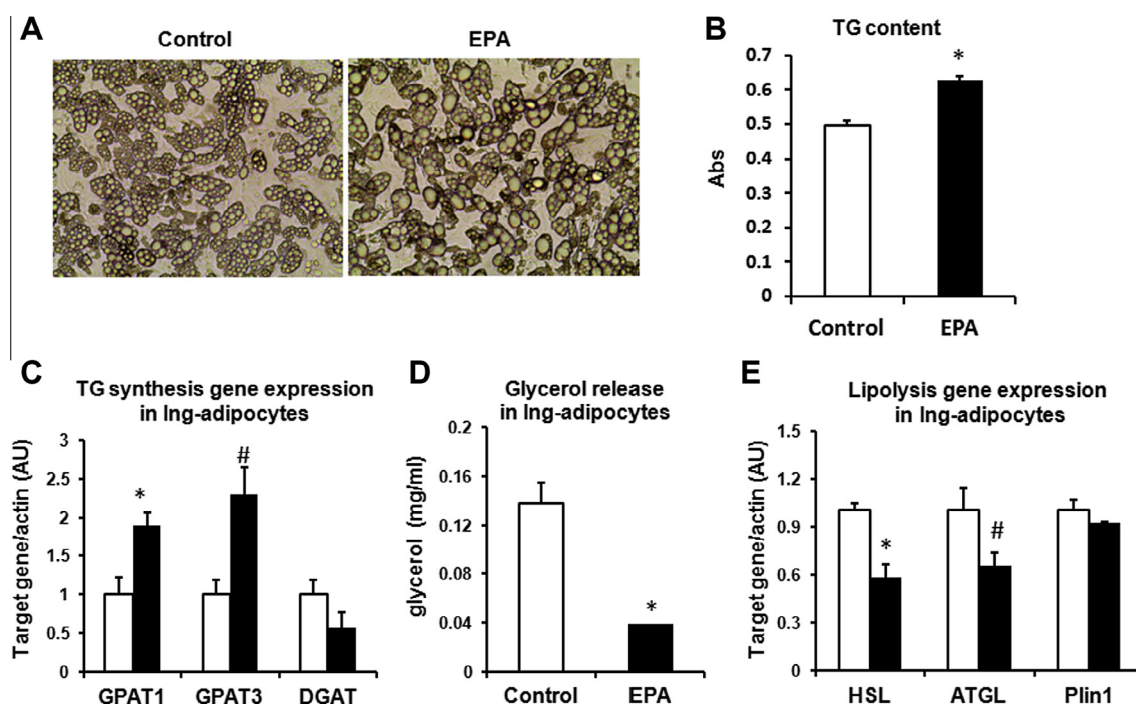 A
Control
EPA
B
TG content
*
0.7
0.6
0.5
0.4
0.3
0.2
0.1
0
Abs
Control
EPA
C
TG synthesis gene expression
in Ing-adipocytes
Target gene/actin (AU)
3
2.5
2
1.5
1
0.5
0
*
#
GPAT1
GPAT3
DGAT
D
Glycerol release
in Ing-adipocytes
glycerol (mg/ml)
0.2
0.16
0.12
0.08
0.04
0.00
*
Control
EPA
E
Lipolysis gene expression
in Ing-adipocytes
Target gene/actin (AU)
1.5
1.2
0.9
0.6
0.3
0
*
#
HSL
ATGL
Plin1